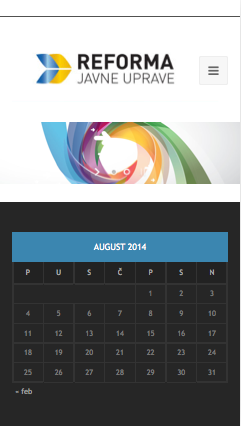 REFORMA
JAVNE UPRAVE
AUGUST 2014
P U S Č P S N
1 2 3
4 5 6 7 8 9 10
11 12 13 14 15 16 17
18 19 20 21 22 23 24
25 26 27 28 29 30 31
« feb